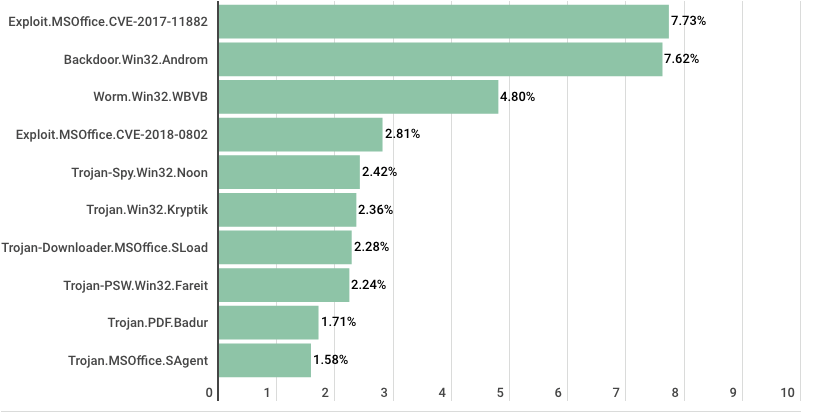 Exploit.MSOffice.CVE-2017-11882 7.73%
Backdoor.Win32.Androm 7.62%
Worm.Win32.WBVB 4.80%
Exploit.MSOffice.CVE-2018-0802 2.81%
Trojan-Spy.Win32.Noon 2.42%
Trojan.Win32.Kryptik 2.36%
Trojan-Downloader.MSOffice.SLoad 2.28%
Trojan-PSW.Win32.Fareit 2.24%
Trojan.PDF.Badur 1.71%
Trojan.MSOffice.SAgent 1.58%
0 1 2 3 4 5 6 7 8 9 10